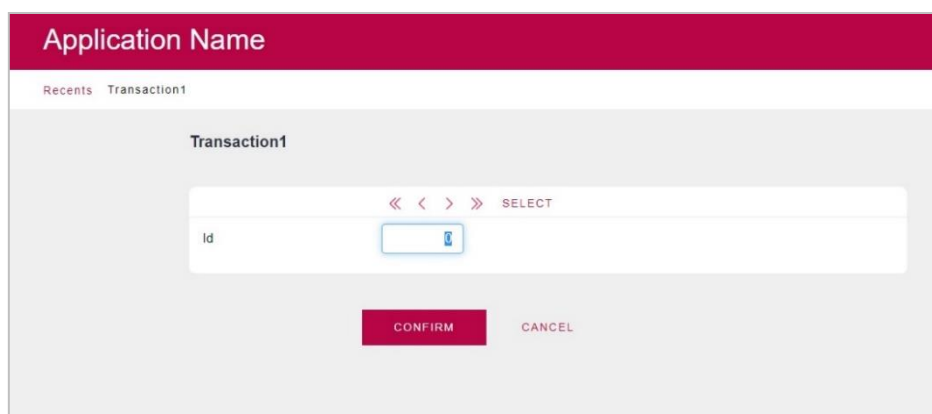 Application Name
Recents Transaction1
Transaction1
SELECT
Id 0
CONFIRM CANCEL